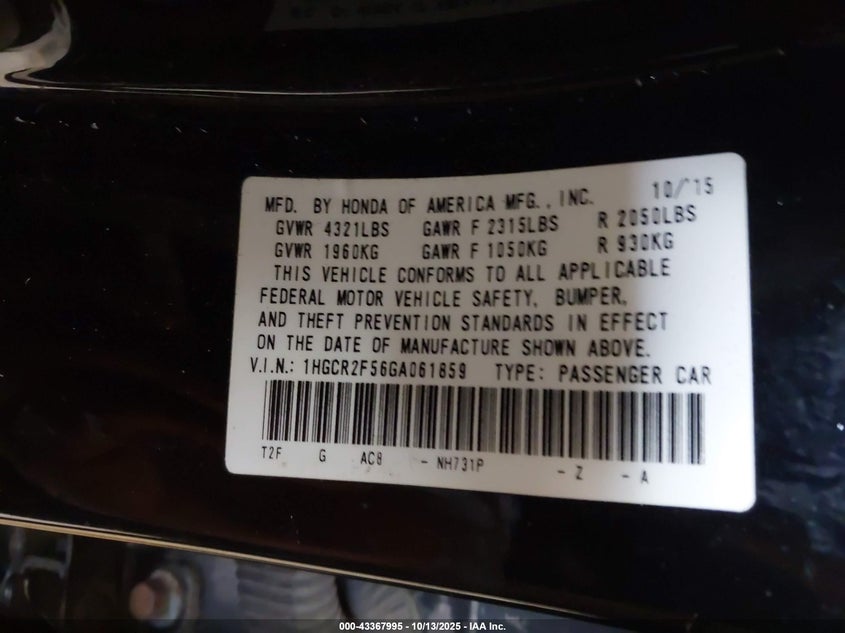 MFD. BY HONDA OF AMERICA MFG., INC. 10/15
GVWR 4321LBS GAWR F 2315LBS R 2050LBS
GVWR 1960KG GAWR F 1050KG R 930KG
THIS VEHICLE CONFORMS TO ALL APPLICABLE
FEDERAL MOTOR VEHICLE SAFETY, BUMPER,
AND THEFT PREVENTION STANDARDS IN EFFECT
ON THE DATE OF MANUFACTURE SHOWN ABOVE.
V.I.N.: 1HGCR2F56GA061859 TYPE: PASSENGER CAR
T2F G AC8 - NH731P - Z - A
000-43367995 - 10/13/2025 - IAA Inc.